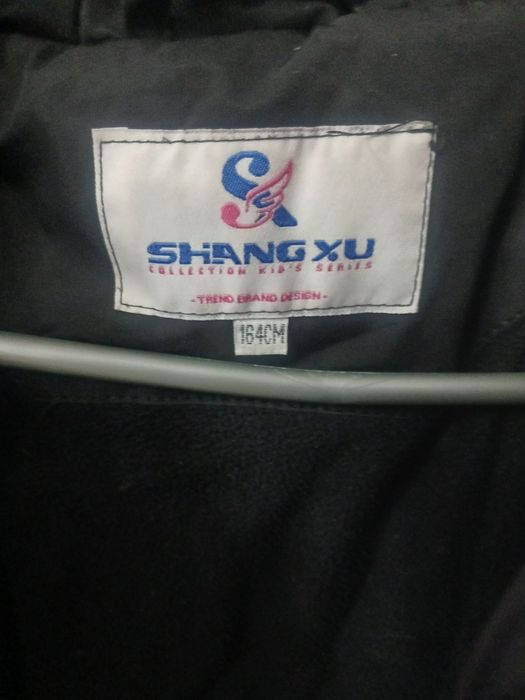 SHANG XU
COLLECTION KID'S SERIES
- TREND BRAND DESIGN -
164CM